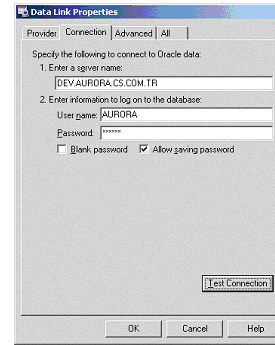 Data Link Properties
Provider Connection Advanced All
Specify the following to connect to Oracle data:
1. Enter a server name:
DEV.AURORA.CS.COM.TR
2. Enter information to log on to the database:
User name: AURORA
Password: ******
Blank password Allow saving password
Test Connection
OK Cancel Help